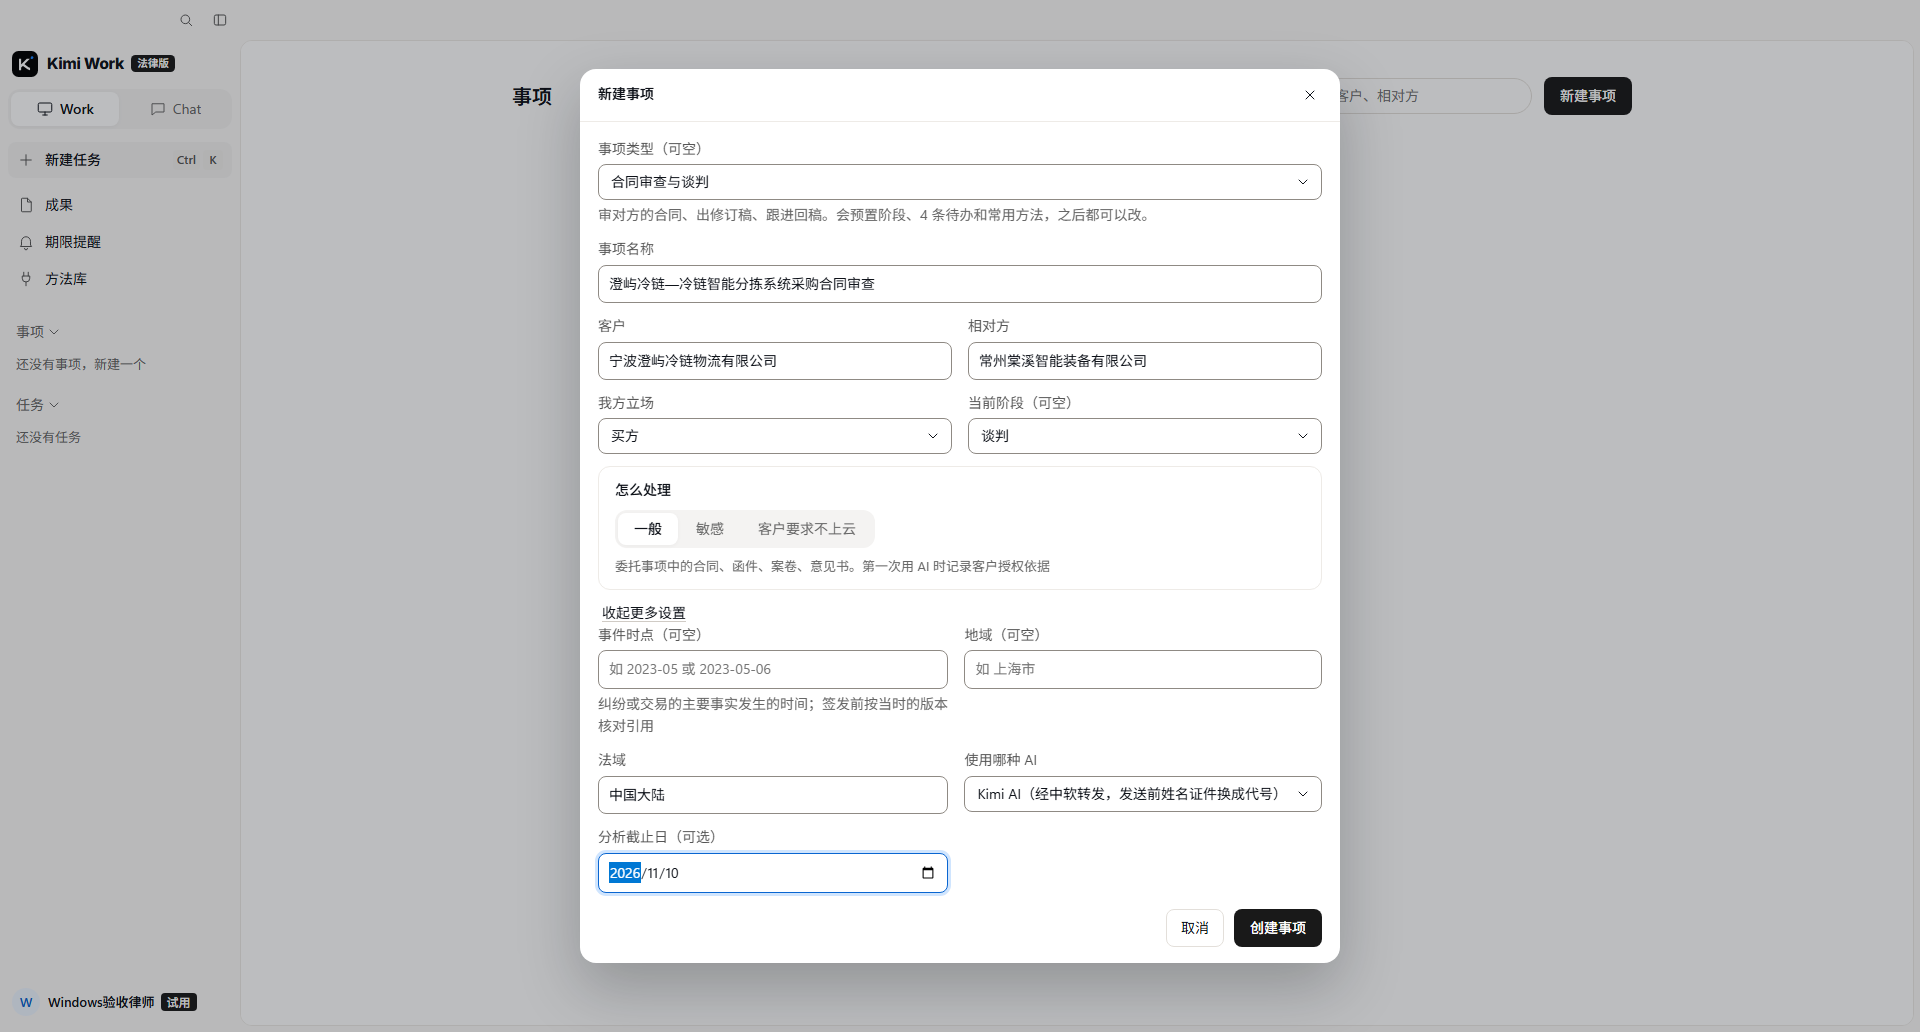 Kimi Work 法律版
Work
Chat
新建任务 Ctrl K
成果
期限提醒
方法库
事项
还没有事项，新建一个
任务
还没有任务
W Windows验收律师 试用
事项
客户、相对方
新建事项
新建事项
事项类型（可空）
合同审查与谈判
审对方的合同、出修订稿、跟进回稿。会预置阶段、4 条待办和常用方法，之后都可以改。
事项名称
澄屿冷链—冷链智能分拣系统采购合同审查
客户
相对方
宁波澄屿冷链物流有限公司
常州棠溪智能装备有限公司
我方立场
当前阶段（可空）
买方
谈判
怎么处理
一般
敏感
客户要求不上云
委托事项中的合同、函件、案卷、意见书。第一次用 AI 时记录客户授权依据
收起更多设置
事件时点（可空）
地域（可空）
如 2023-05 或 2023-05-06
如 上海市
纠纷或交易的主要事实发生的时间；签发前按当时的版本
核对引用
法域
使用哪种 AI
中国大陆
Kimi AI（经中软转发，发送前姓名证件换成代号）
分析截止日（可选）
2026/11/10
取消
创建事项